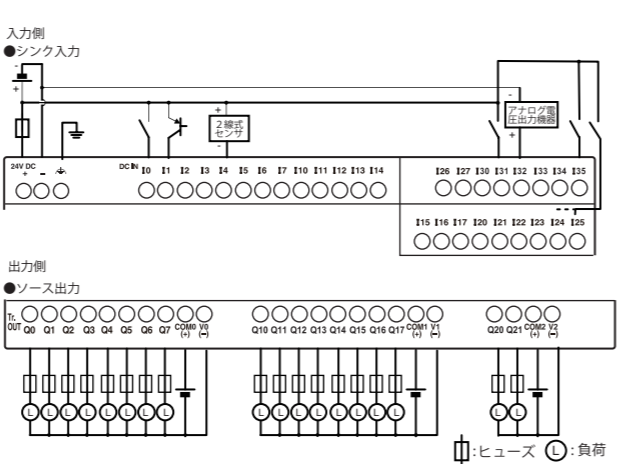 入力側
●シンク入力
-
+
+
2線式
センサ
-
-
アナログ電
圧出力機器
+
24V DC
+ -
DC IN I0 I1 I2 I3 I4 I5 I6 I7 I10 I11 I12 I13 I14
I26 I27 I30 I31 I32 I33 I34 I35
I15 I16 I17 I20 I21 I22 I23 I24 I25
出力側
●ソース出力
Tr.
OUT Q0 Q1 Q2 Q3 Q4 Q5 Q6 Q7 COM0 V0 Q10 Q11 Q12 Q13 Q14 Q15 Q16 Q17 COM1 V1 Q20 Q21 COM2 V2
(+) (-) (+) (-) (+) (-)
L L L L L L L L L L L L L L L L L L
:ヒューズ L:負荷